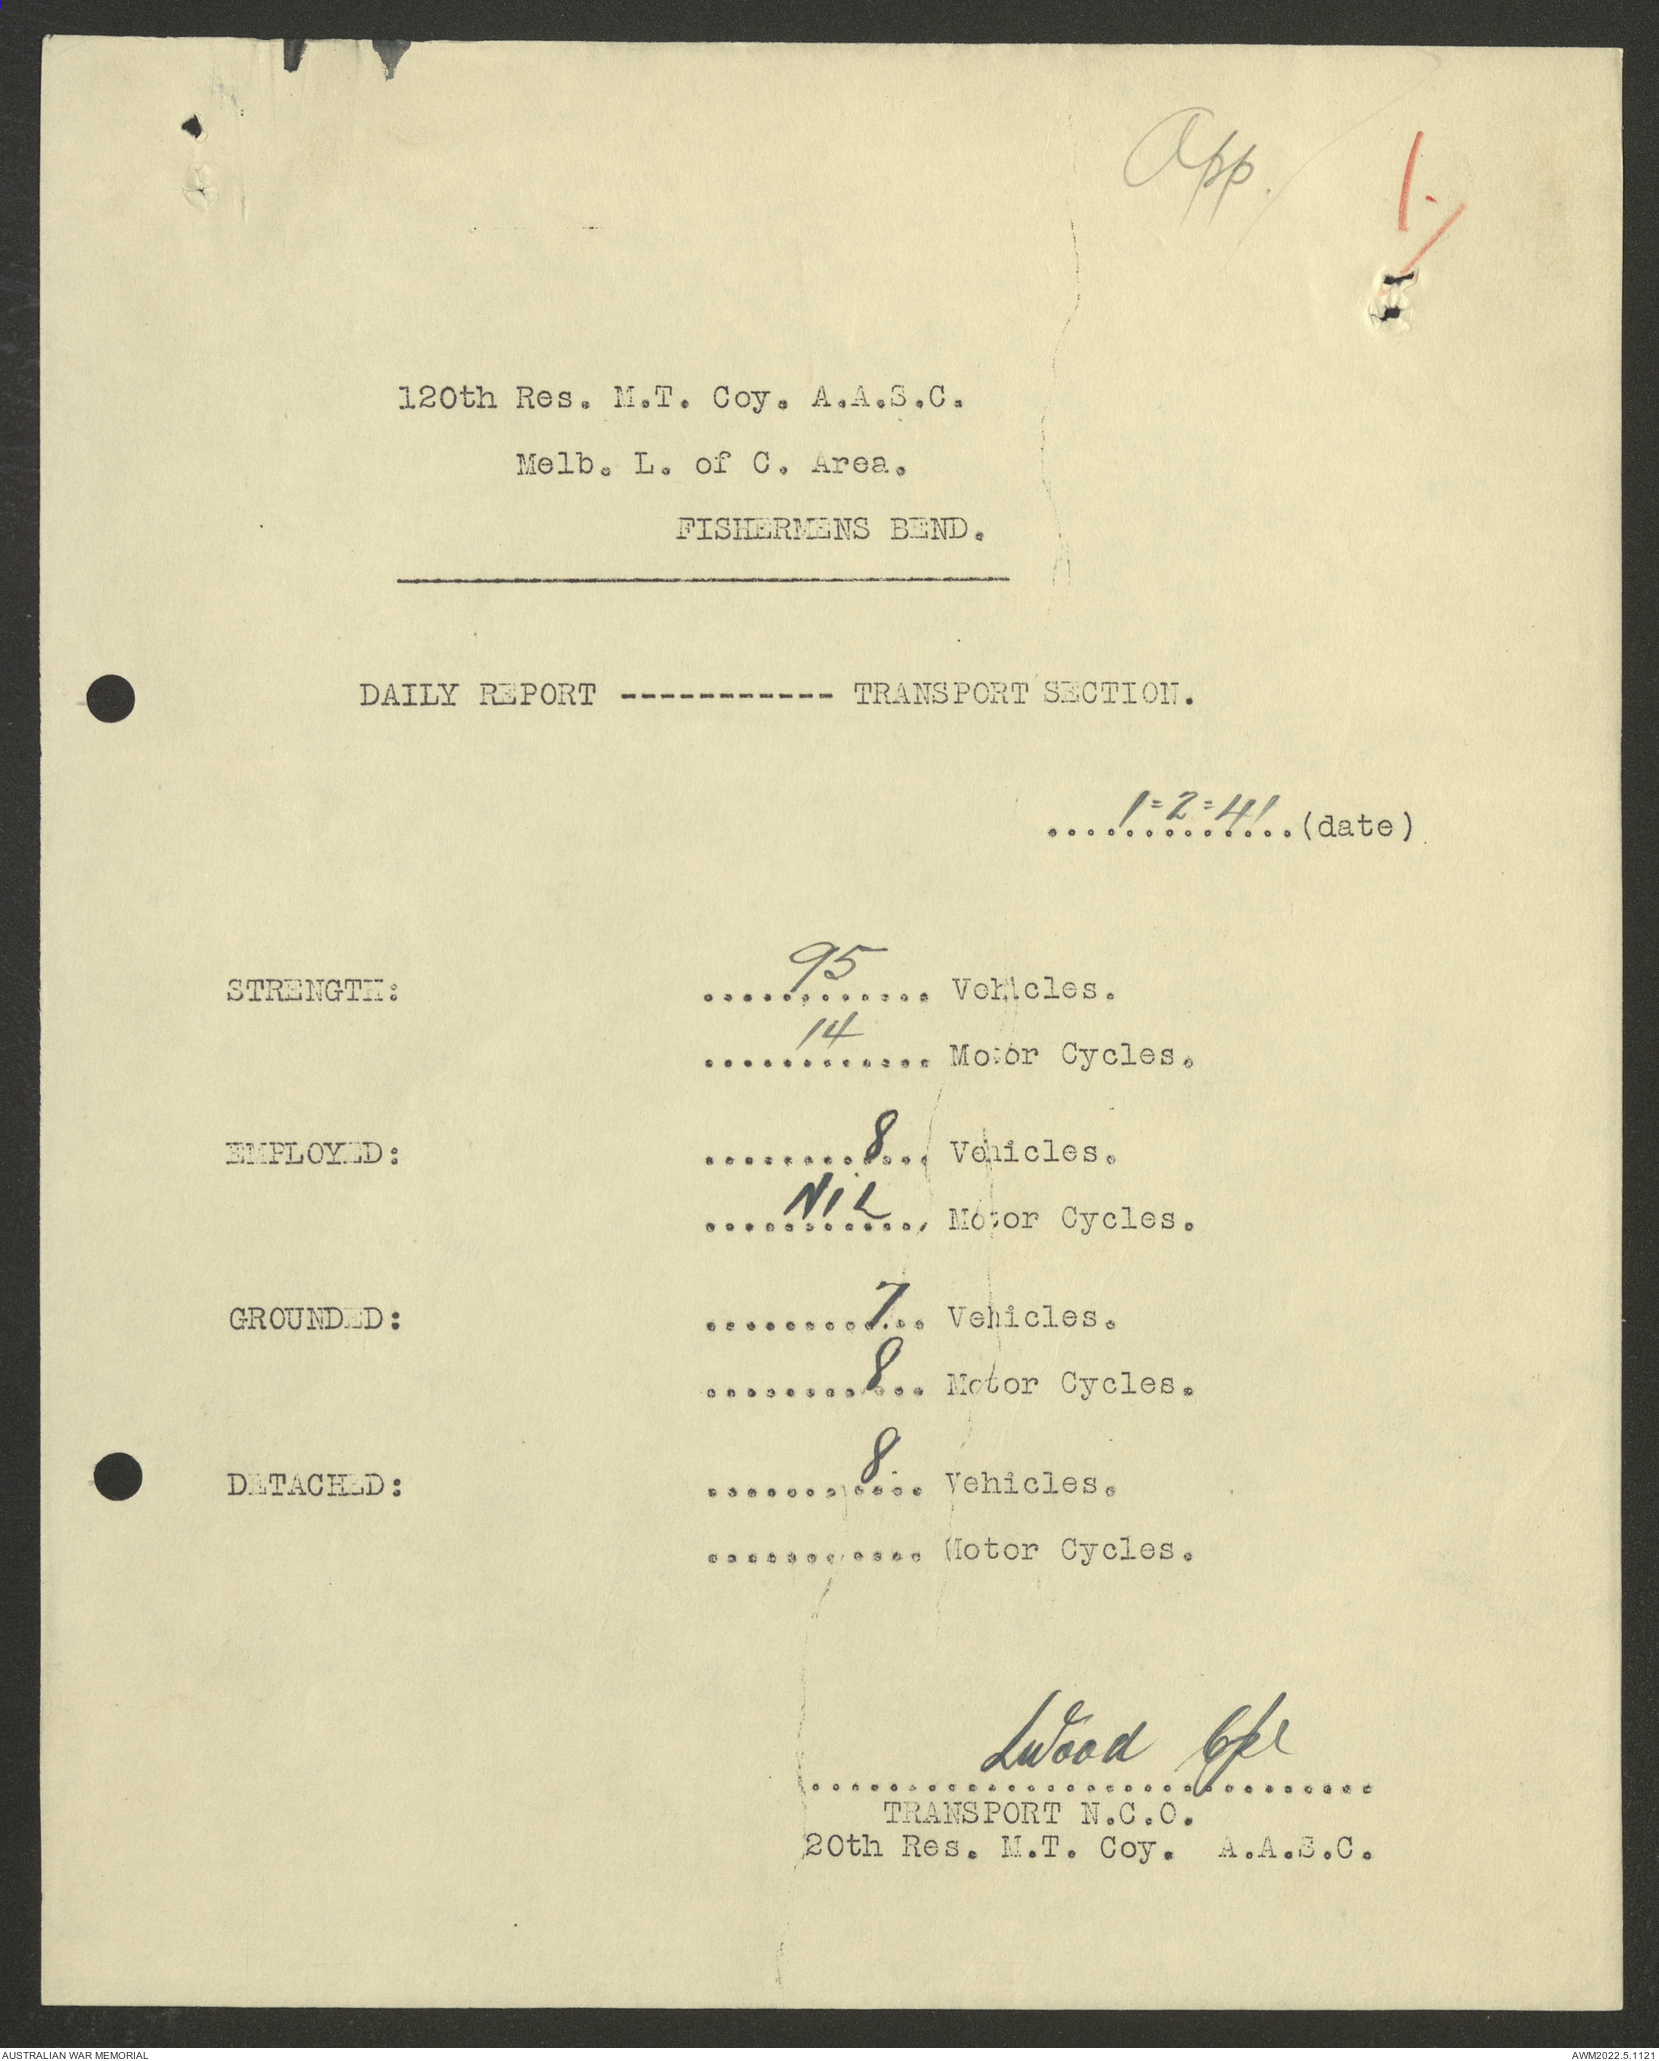 App. 1.
120th Res. M.T. Coy. A.A.S.C.
Melb. L. of C. Area.
FISHERMENS BEND.
DAILY REPORT ----------- TRANSPORT SECTION.
1=2=41 .............(date)
STRENGTH: 95 ............ Vehicles.
14 ............ Motor Cycles.
EMPLOYED: 8 ............ Vehicles.
NIL ............ Motor Cycles.
GROUNDED: 7 ............ Vehicles.
8 ............ Motor Cycles.
DETACHED: 8. ........... Vehicles.
........... Motor Cycles.
LWood Cpl
.............................
TRANSPORT N.C.O.
20th Res. M.T. Coy. A.A.S.C.
AUSTRALIAN WAR MEMORIAL
AWM2022.5.1121